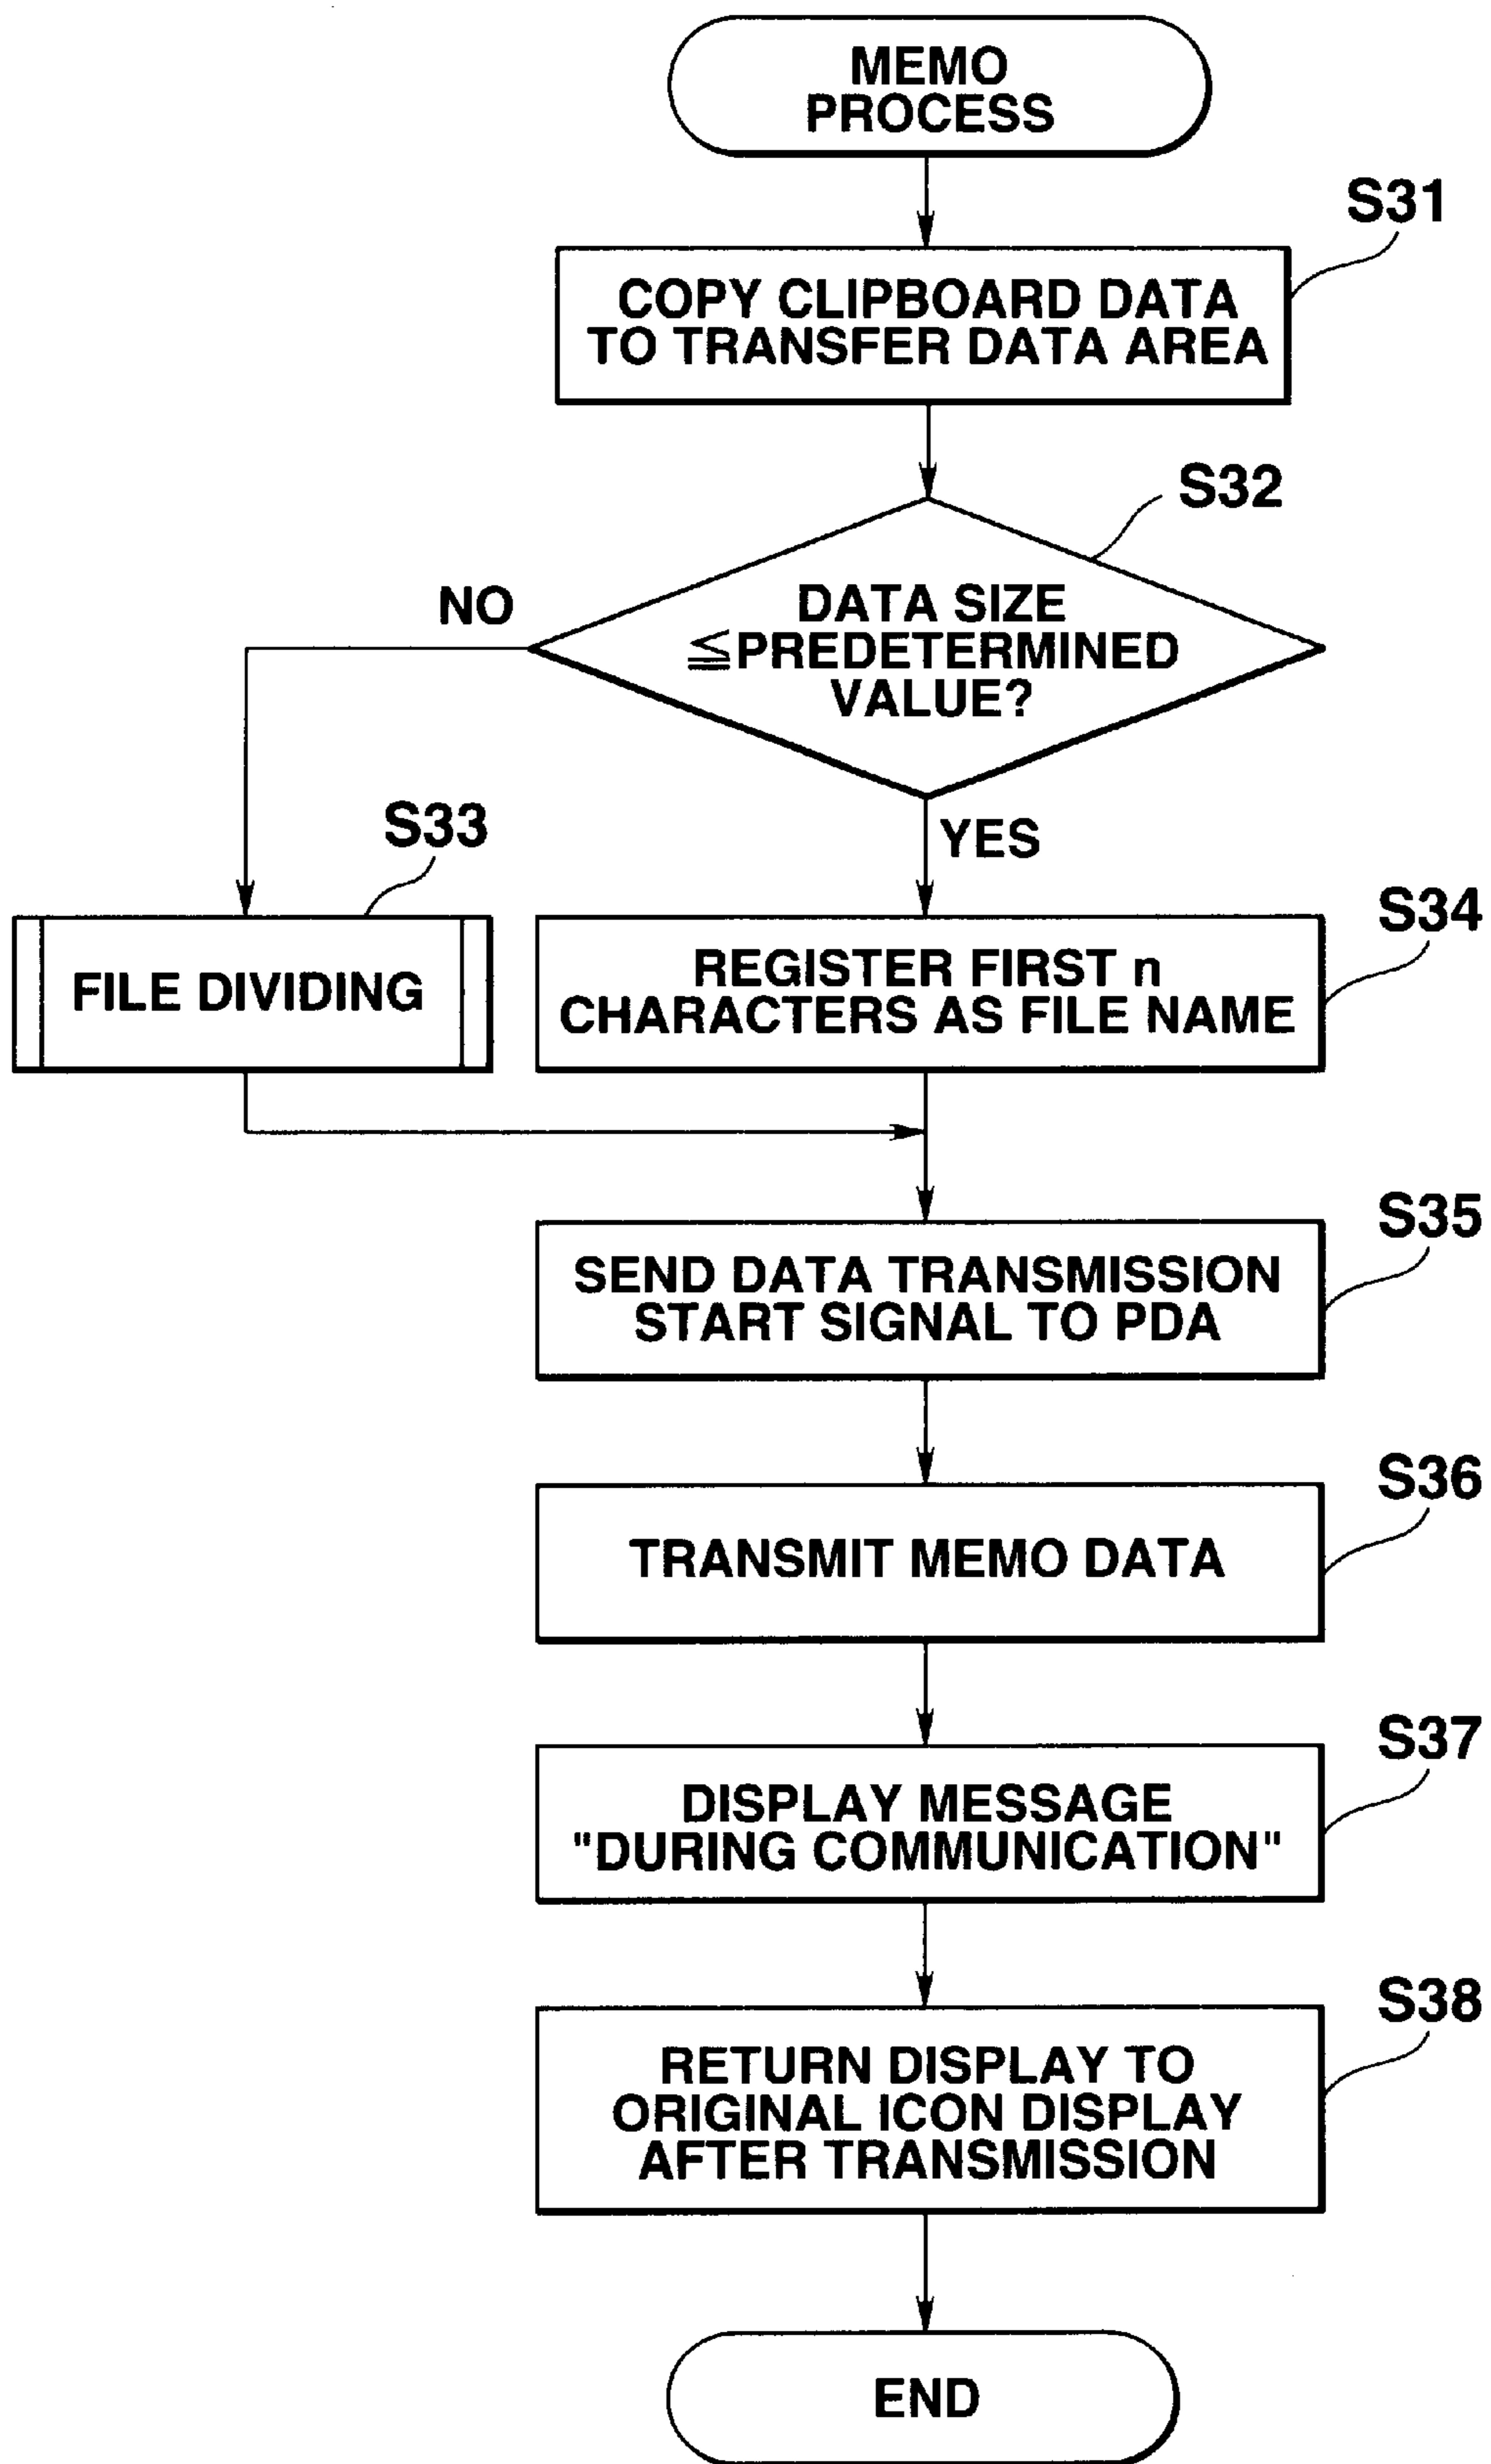 MEMO
PROCESS
S31
COPY CLIPBOARD DATA
TO TRANSFER DATA AREA
S32
DATA SIZE
≦PREDETERMINED
VALUE?
NO
YES
S33
FILE DIVIDING
S34
REGISTER FIRST n
CHARACTERS AS FILE NAME
S35
SEND DATA TRANSMISSION
START SIGNAL TO PDA
S36
TRANSMIT MEMO DATA
S37
DISPLAY MESSAGE
"DURING COMMUNICATION"
S38
RETURN DISPLAY TO
ORIGINAL ICON DISPLAY
AFTER TRANSMISSION
END